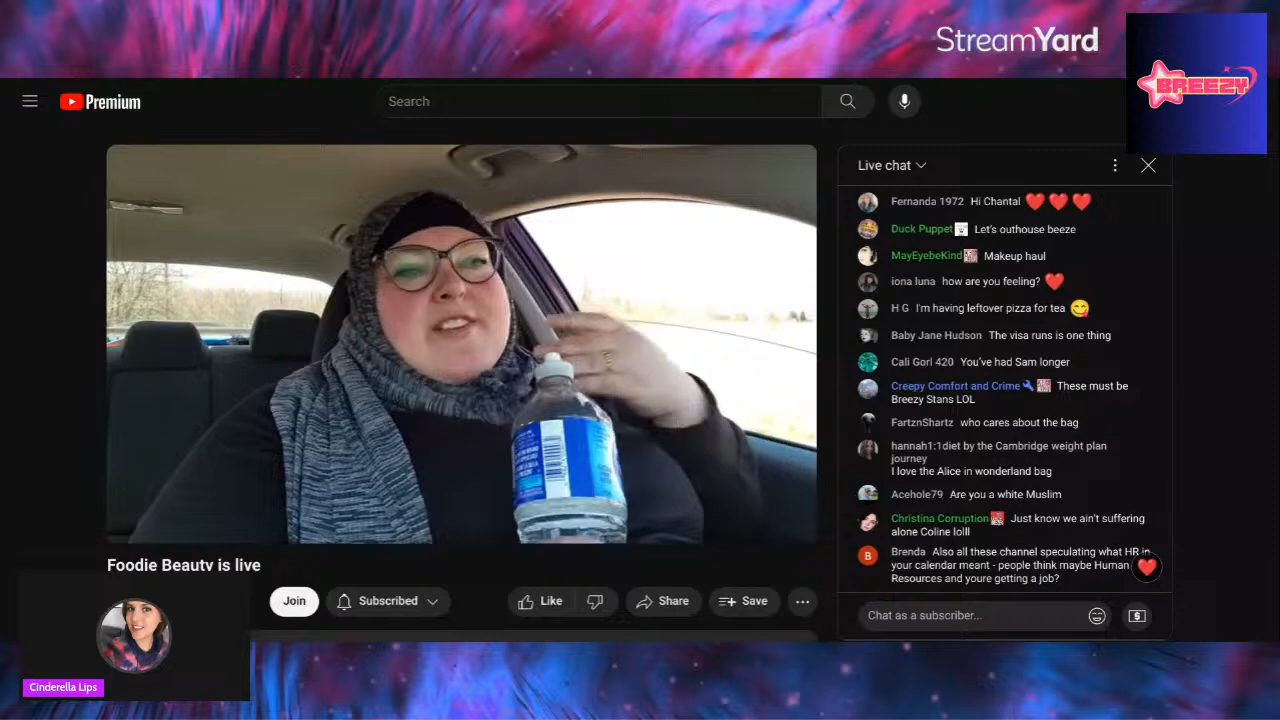 StreamYard
BREEZY
Premium
Search
Live chat
Fernanda 1972 Hi Chantal
Duck Puppet Let's outhouse beeze
MayEyebeKind Makeup haul
iona luna how are you feeling?
H G I'm having leftover pizza for tea
Baby Jane Hudson The visa runs is one thing
Cali Gorl 420 You've had Sam longer
Creepy Comfort and Crime These must be
Breezy Stans LOL
FartznShartz who cares about the bag
hannah1:1diet by the Cambridge weight plan
journey
I love the Alice in wonderland bag
Acehole79 Are you a white Muslim
Christina Corruption Just know we ain't suffering
alone Coline lolll
B Brenda Also all these channel speculating what HR in
your calendar meant - people think maybe Human
Resources and youre getting a job?
Foodie Beauty is live
Join
Subscribed
Like
Share
Save
Chat as a subscriber...
Cinderella Lips